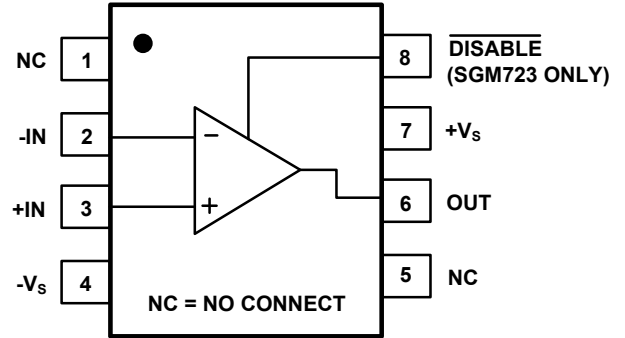 NC 1
-IN 2
+IN 3
-VS 4
8 DISABLE
(SGM723 ONLY)
7 +VS
6 OUT
5 NC
−
+
NC = NO CONNECT